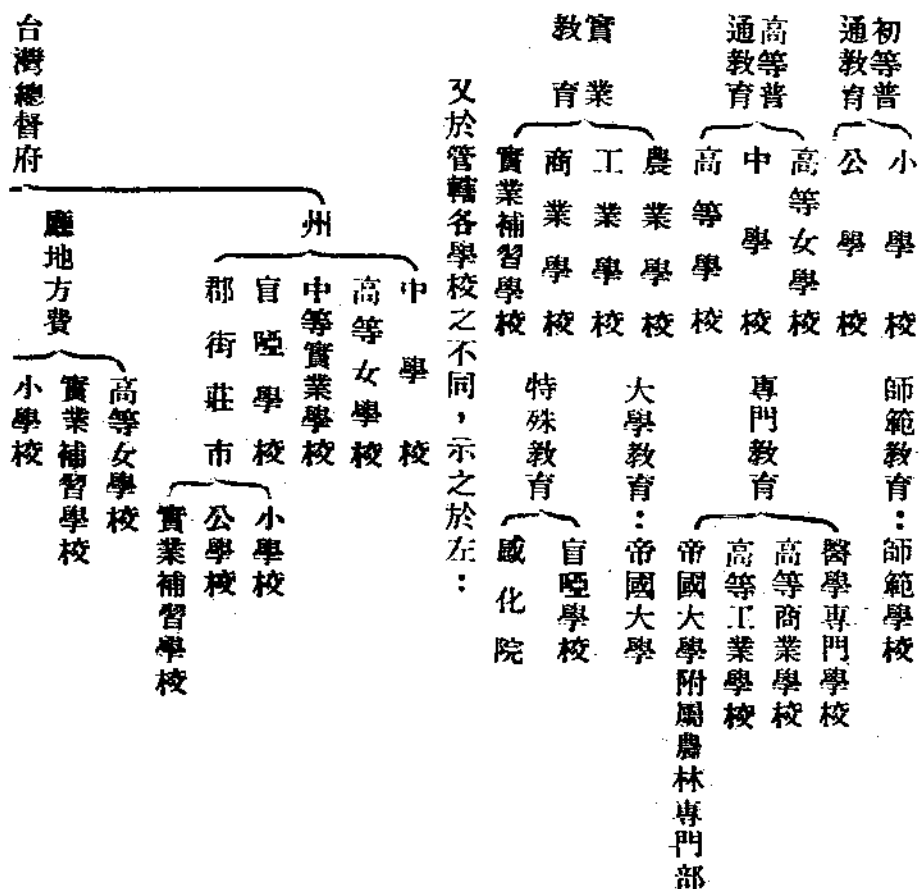 初等普通教育
小學校
公學校
高等普通教育
高等女學校
中學校
高等學校
實業教育
農業學校
工業學校
商業學校
實業補習學校
師範教育：師範學校
專門教育
醫學專門學校
高等商業學校
高等工業學校
帝國大學附屬農林專門部
大學教育：帝國大學
特殊教育
盲啞學校
感化院
又於管轄各學校之不同，示之於左：
台灣總督府
州
中學校
高等女學校
中等實業學校
盲啞學校
郡街莊市
小學校
公學校
實業補習學校
廳地方費
高等女學校
實業補習學校
小學校